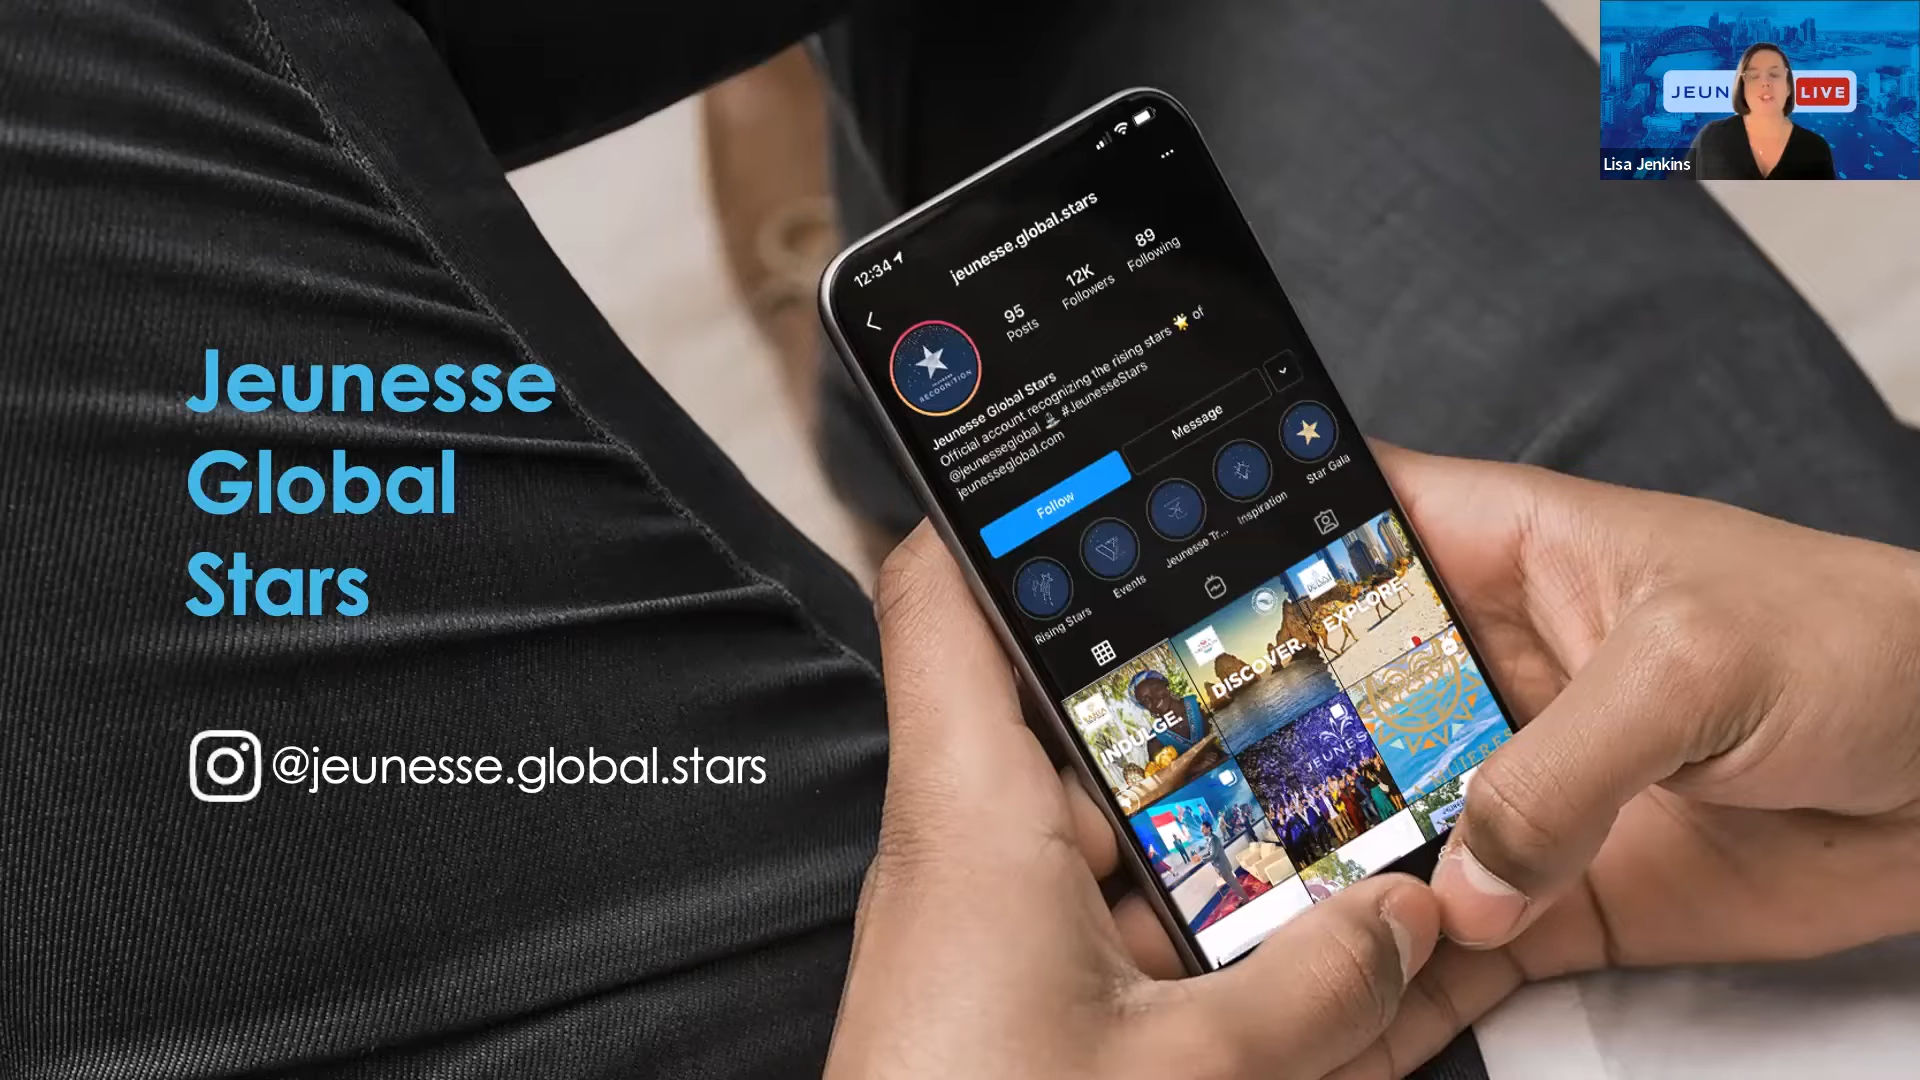 JEUN
LIVE
Lisa Jenkins
Jeunesse
Global
Stars
@jeunesse.global.stars
12:34
jeunesse.global.stars
95
Posts
12K
Followers
89
Following
RECOGNITION
Jeunesse Global Stars
Official account recognizing the rising stars 🌟 of
@jeunesseglobal #JeunesseStars
jeunesseglobal.com
Follow
Message
Rising Stars
Events
Jeunesse Tr...
Inspiration
Star Gala
INDULGE.
DISCOVER.
EXPLORE.
JEUNES
MUJERES